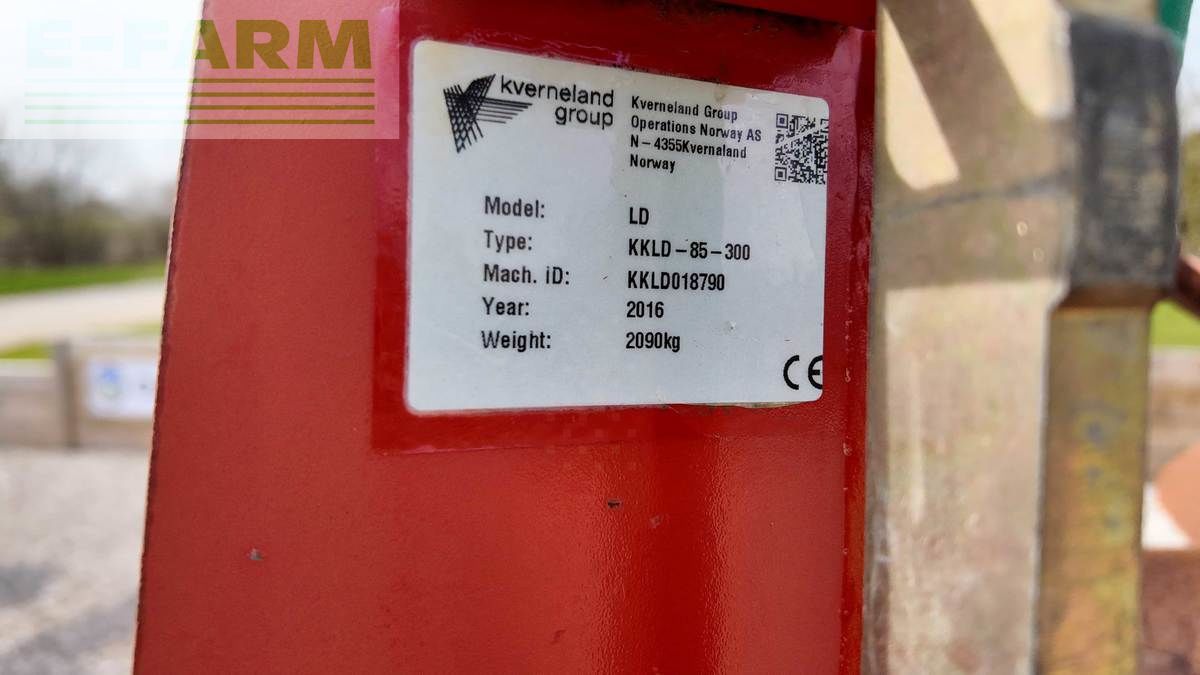 E-FARM
kverneland
group
Kverneland Group
Operations Norway AS
N - 4355Kvernaland
Norway
Model: LD
Type: KKLD - 85 - 300
Mach. iD: KKLD018790
Year: 2016
Weight: 2090kg
CE